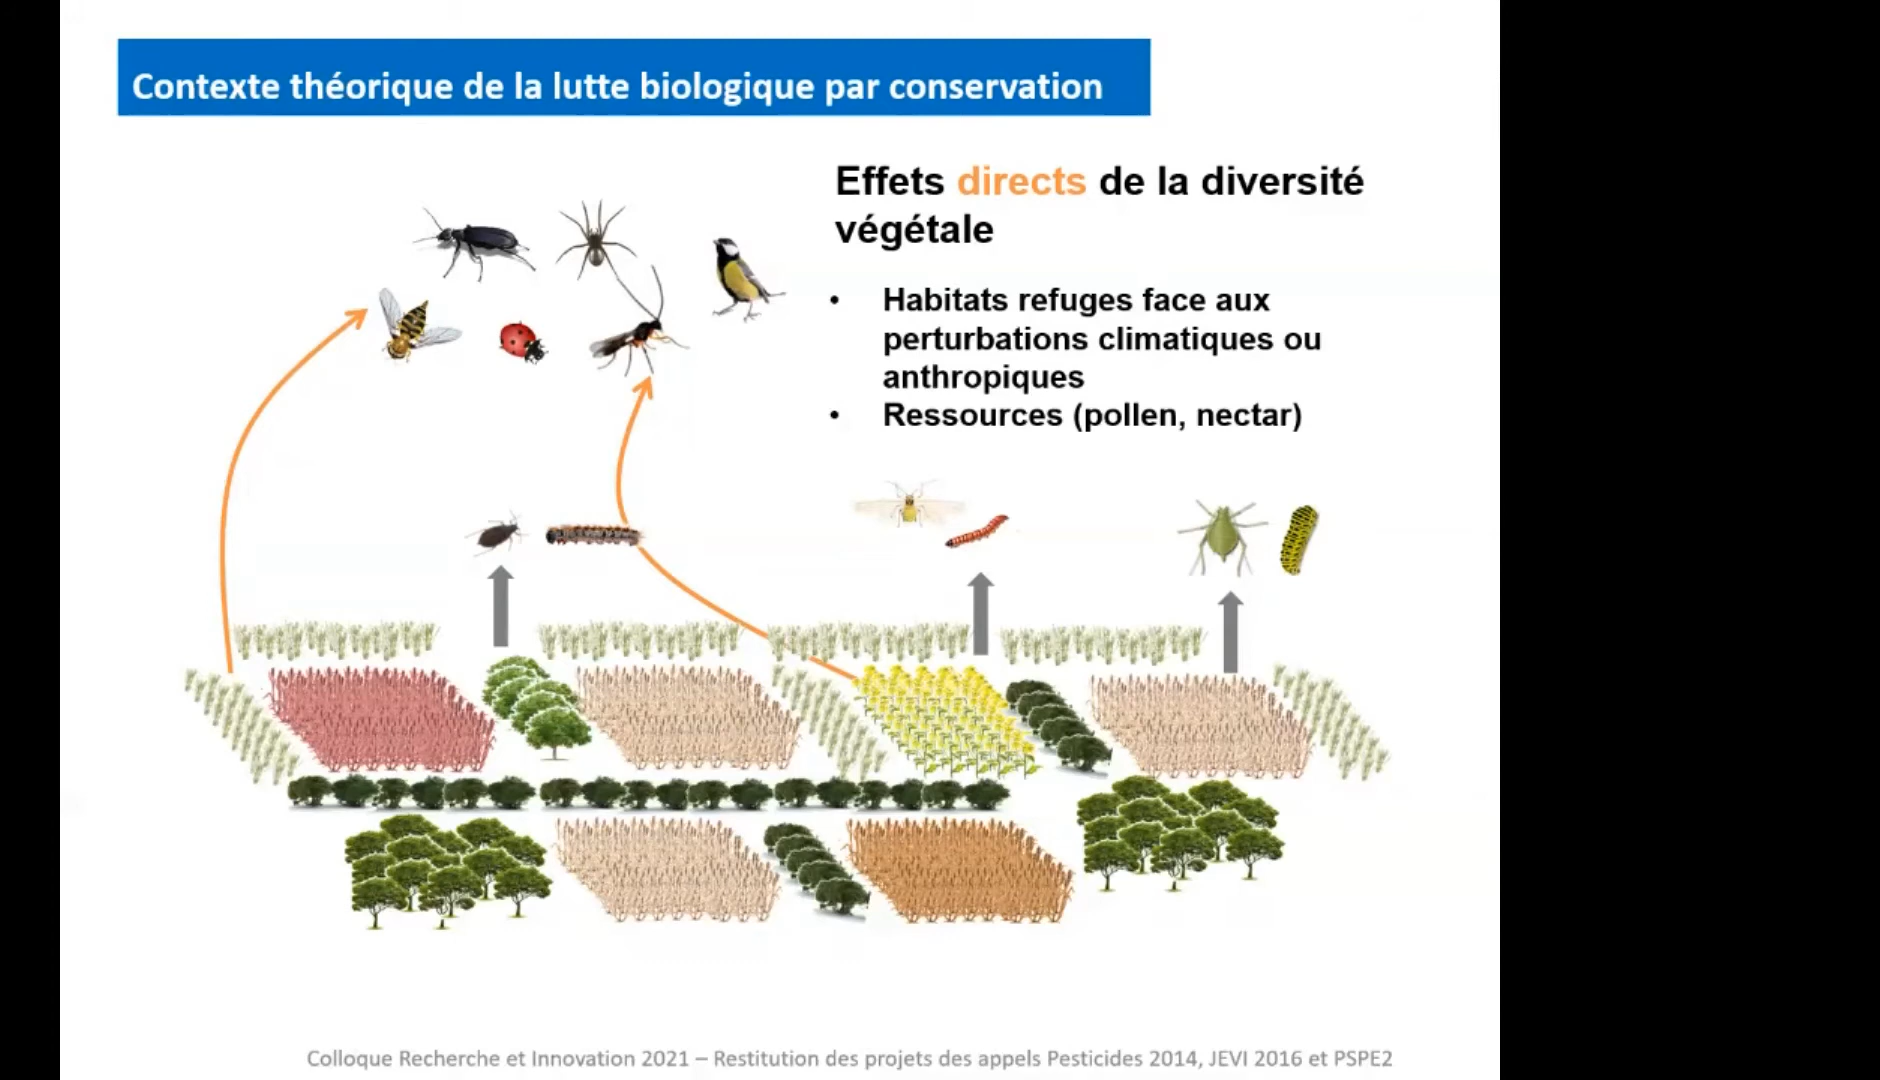 Contexte théorique de la lutte biologique par conservation
Effets directs de la diversité
végétale
• Habitats refuges face aux
perturbations climatiques ou
anthropiques
• Ressources (pollen, nectar)
Colloque Recherche et Innovation 2021 – Restitution des projets des appels Pesticides 2014, JEVI 2016 et PSPE2